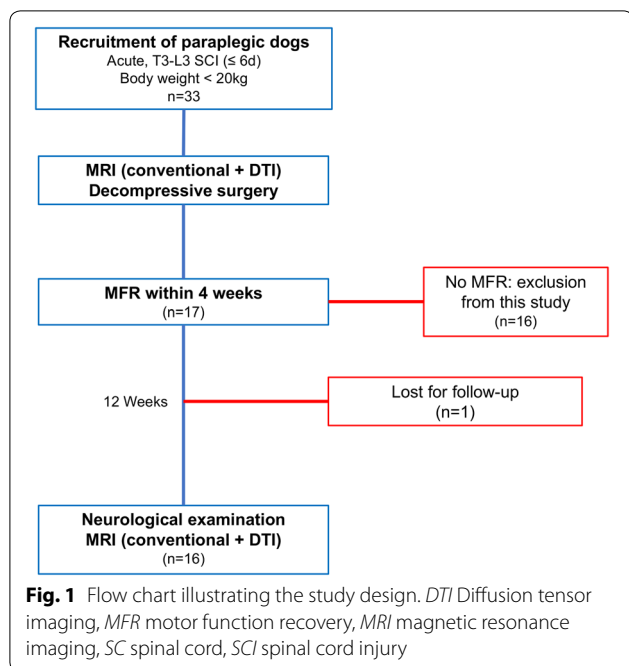 Recruitment of paraplegic dogs
Acute, T3-L3 SCI (≤ 6d)
Body weight < 20kg
n=33
MRI (conventional + DTI)
Decompressive surgery
MFR within 4 weeks
(n=17)
No MFR: exclusion
from this study
(n=16)
12 Weeks
Lost for follow-up
(n=1)
Neurological examination
MRI (conventional + DTI)
(n=16)
Fig. 1 Flow chart illustrating the study design. DTI Diffusion tensor
imaging, MFR motor function recovery, MRI magnetic resonance
imaging, SC spinal cord, SCI spinal cord injury